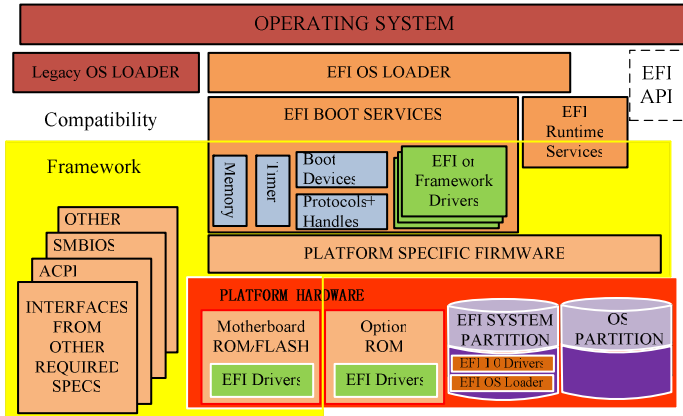 OPERATING SYSTEM
Legacy OS LOADER
EFI OS LOADER
EFI
API
Compatibility
EFI BOOT SERVICES
EFI
Runtime
Services
Framework
Memory
Timer
Boot
Devices
Protocols+
Handles
EFI or
Framework
Drivers
OTHER
SMBIOS
ACPI
INTERFACES
FROM
OTHER
REQUIRED
SPECS
PLATFORM SPECIFIC FIRMWARE
PLATFORM HARDWARE
Motherboard
ROM/FLASH
EFI Drivers
Option
ROM
EFI Drivers
EFI SYSTEM
PARTITION
EFI 1.0 Drivers
EFI OS Loader
OS
PARTITION